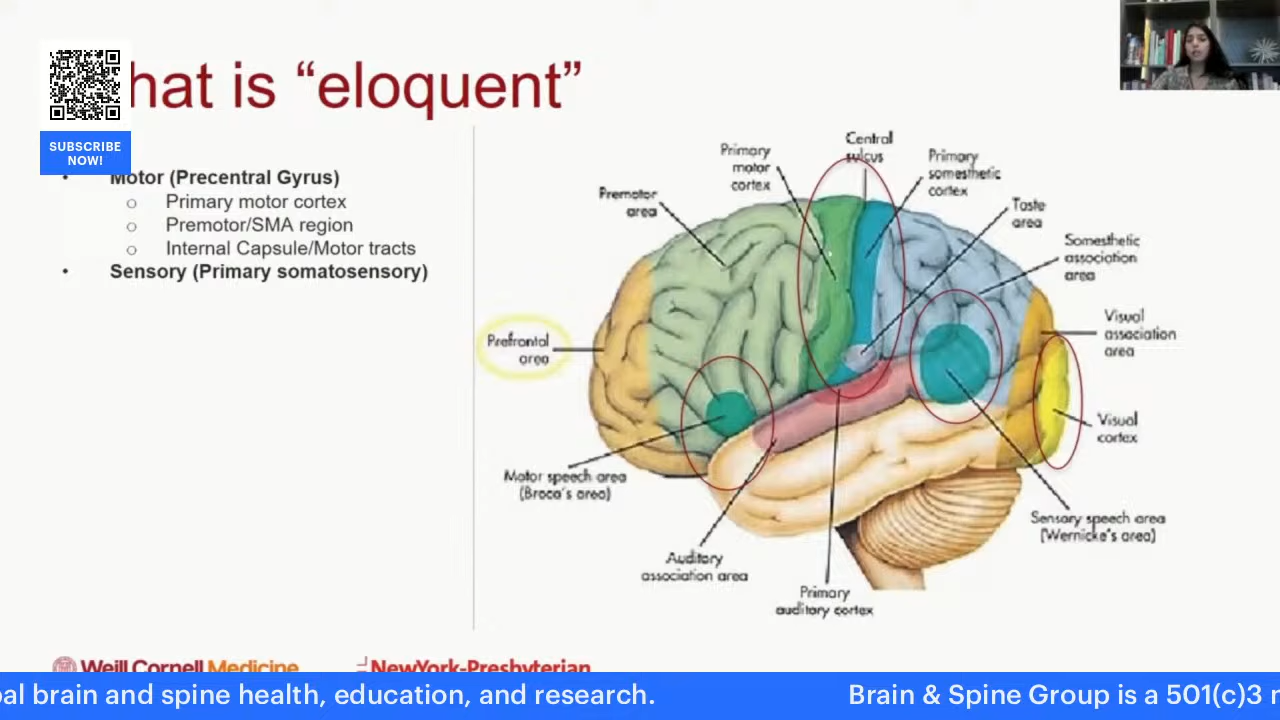 hat is “eloquent”
SUBSCRIBE
NOW!
• Motor (Precentral Gyrus)
o Primary motor cortex
o Premotor/SMA region
o Internal Capsule/Motor tracts
• Sensory (Primary somatosensory)
Central
sulcus
Primary
motor
cortex
Primary
somesthetic
cortex
Premotor
area
Taste
area
Somesthetic
association
area
Prefrontal
area
Visual
association
area
Visual
cortex
Motor speech area
(Broca's area)
Sensory speech area
(Wernicke's area)
Auditory
association area
Primary
auditory cortex
Weill Cornell Medicine
NewYork-Presbyterian
brain and spine health, education, and research.
Brain & Spine Group is a 501(c)3